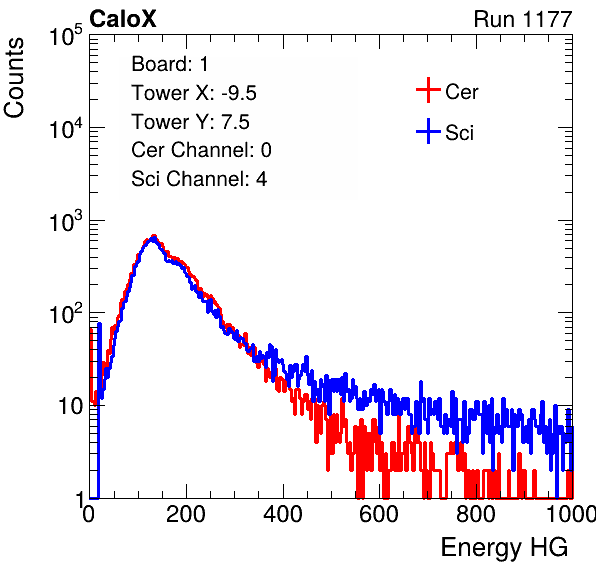 CaloX Run 1177
Counts
10^5
10^4
10^3
10^2
10
1
Board: 1
Tower X: -9.5
Tower Y: 7.5
Cer Channel: 0
Sci Channel: 4
Cer
Sci
0 200 400 600 800 1000
Energy HG